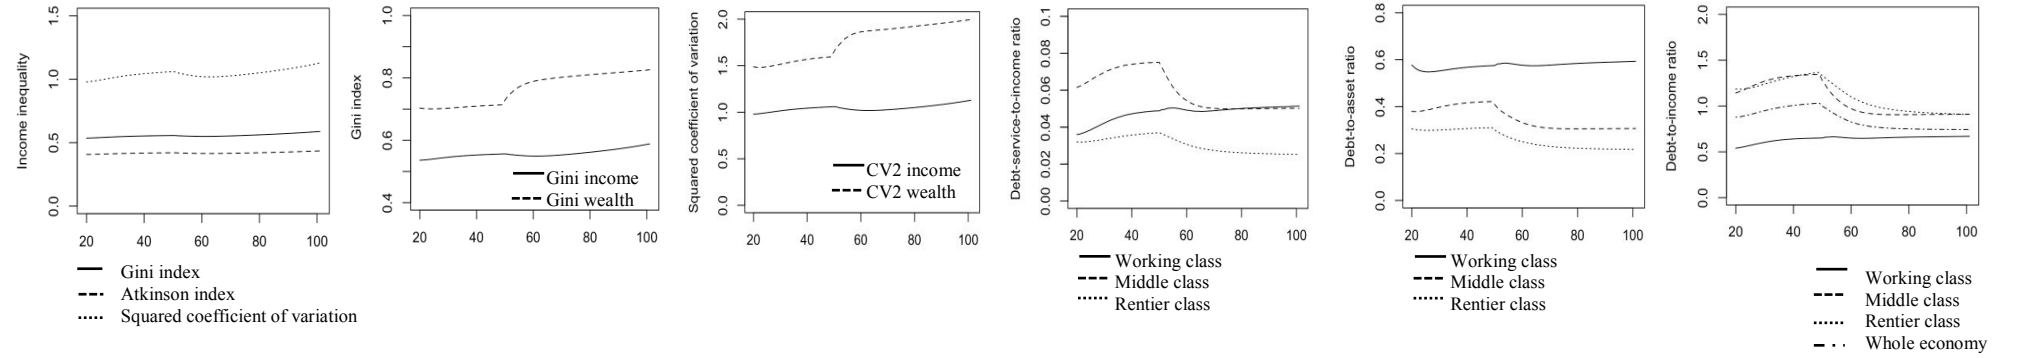 Income inequality
1.5
1.0
0.5
0.0
20 40 60 80 100
Gini index
Atkinson index
Squared coefficient of variation
Gini index
1.0
0.8
0.6
0.4
Gini income
Gini wealth
20 40 60 80 100
Squared coefficient of variation
2.0
1.5
1.0
0.5
0.0
CV2 income
CV2 wealth
20 40 60 80 100
Debt-service-to-income ratio
0.1
0.08
0.06
0.04
0.02
0.00
20 40 60 80 100
Working class
Middle class
Rentier class
Debt-to-asset ratio
0.8
0.6
0.4
0.2
0.0
20 40 60 80 100
Working class
Middle class
Rentier class
Debt-to-income ratio
2.0
1.5
1.0
0.5
0.0
20 40 60 80 100
Working class
Middle class
Rentier class
Whole economy